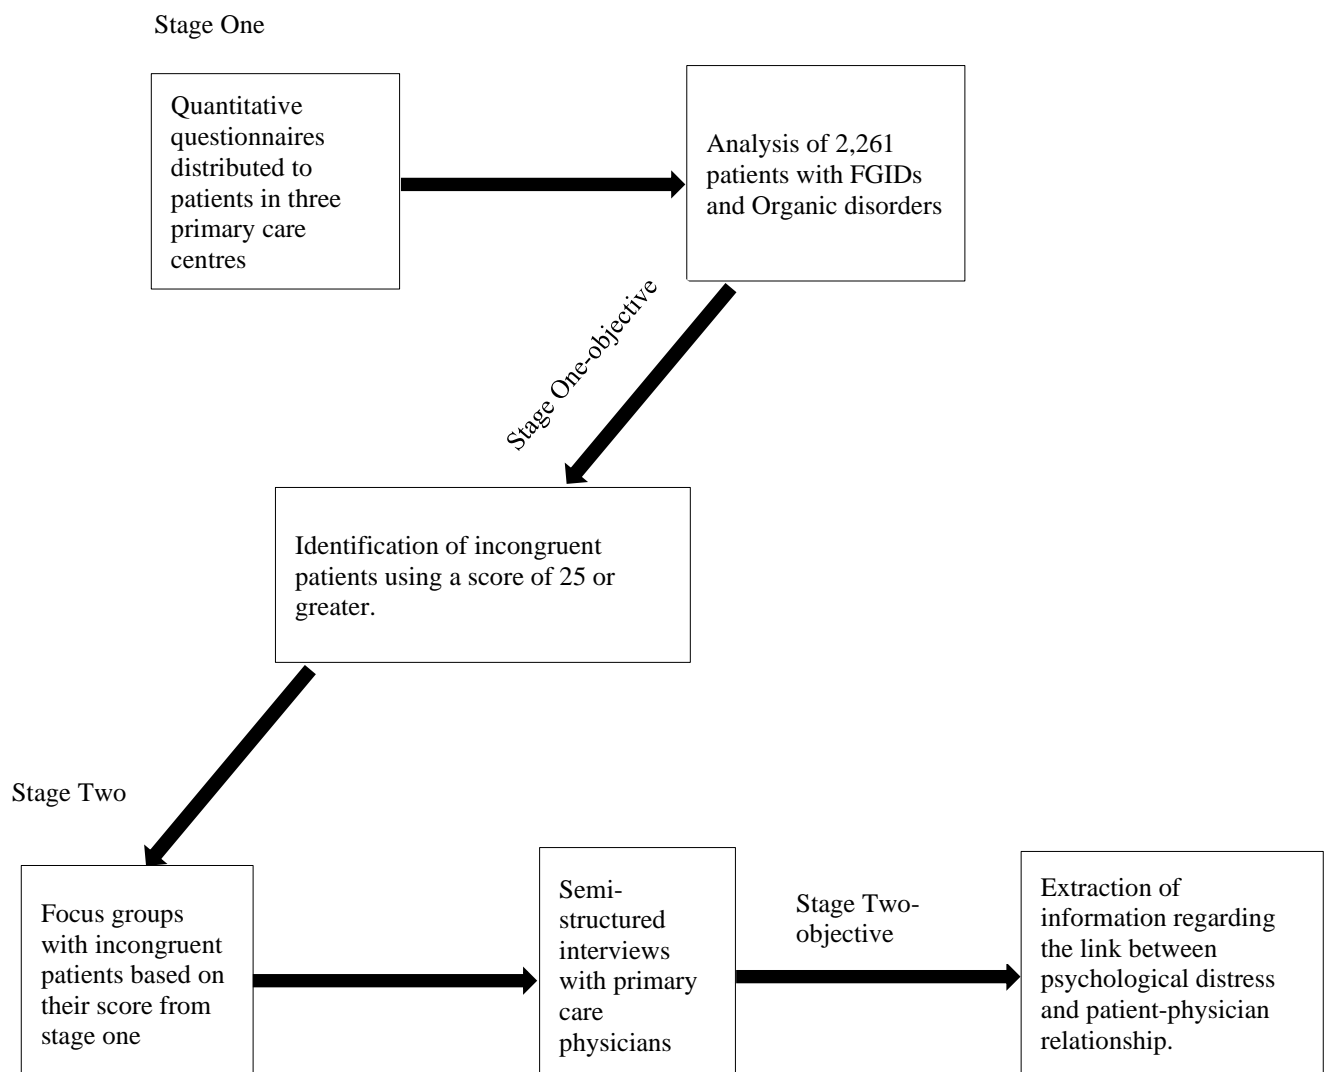 Stage One
Quantitative
questionnaires
distributed to
patients in three
primary care
centres
Analysis of 2,261
patients with FGIDs
and Organic disorders
Stage One-objective
Identification of incongruent
patients using a score of 25 or
greater.
Stage Two
Focus groups
with incongruent
patients based on
their score from
stage one
Semi-
structured
interviews
with primary
care
physicians
Stage Two-
objective
Extraction of
information regarding
the link between
psychological distress
and patient-physician
relationship.